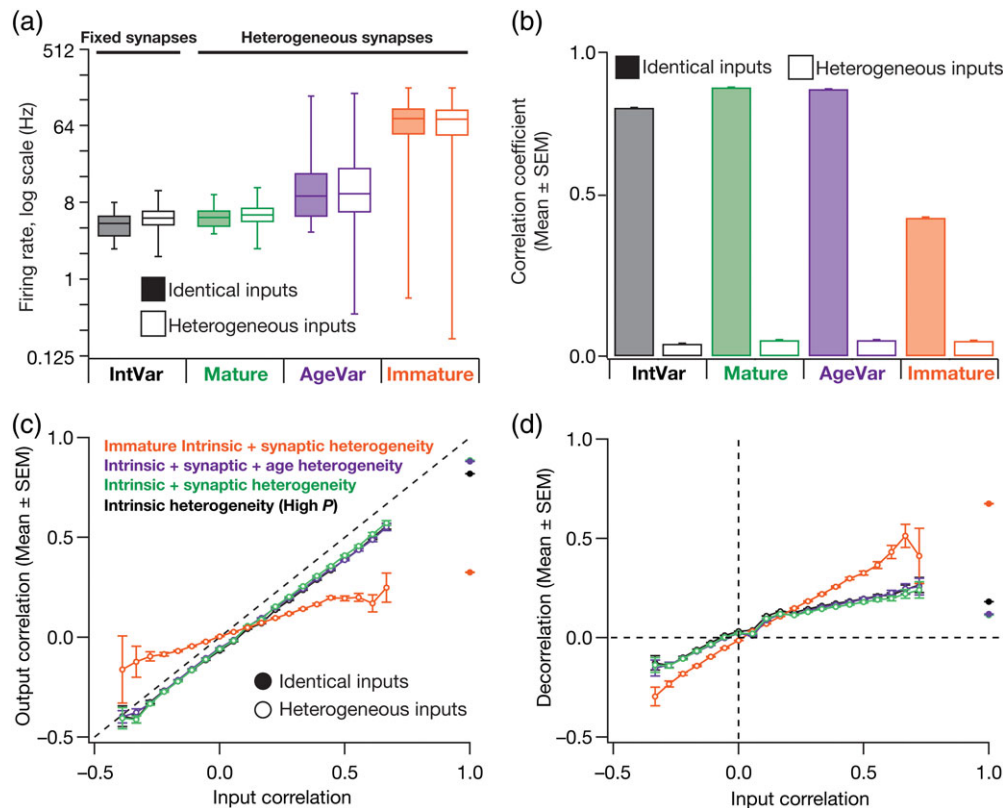 (a)
Fixed synapses
Heterogeneous synapses
512
64
8
1
0.125
Firing rate, log scale (Hz)
Identical inputs
Heterogeneous inputs
IntVar
Mature
AgeVar
Immature
(b)
1.0
0.5
0.0
Correlation coefficient
(Mean ± SEM)
Identical inputs
Heterogeneous inputs
IntVar
Mature
AgeVar
Immature
(c)
1.0
0.5
0.0
−0.5
Output correlation (Mean ± SEM)
Immature Intrinsic + synaptic heterogeneity
Intrinsic + synaptic + age heterogeneity
Intrinsic + synaptic heterogeneity
Intrinsic heterogeneity (High P)
Identical inputs
Heterogeneous inputs
−0.5
0.0
0.5
1.0
Input correlation
(d)
1.0
0.5
0.0
−0.5
Decorrelation (Mean ± SEM)
−0.5
0.0
0.5
1.0
Input correlation